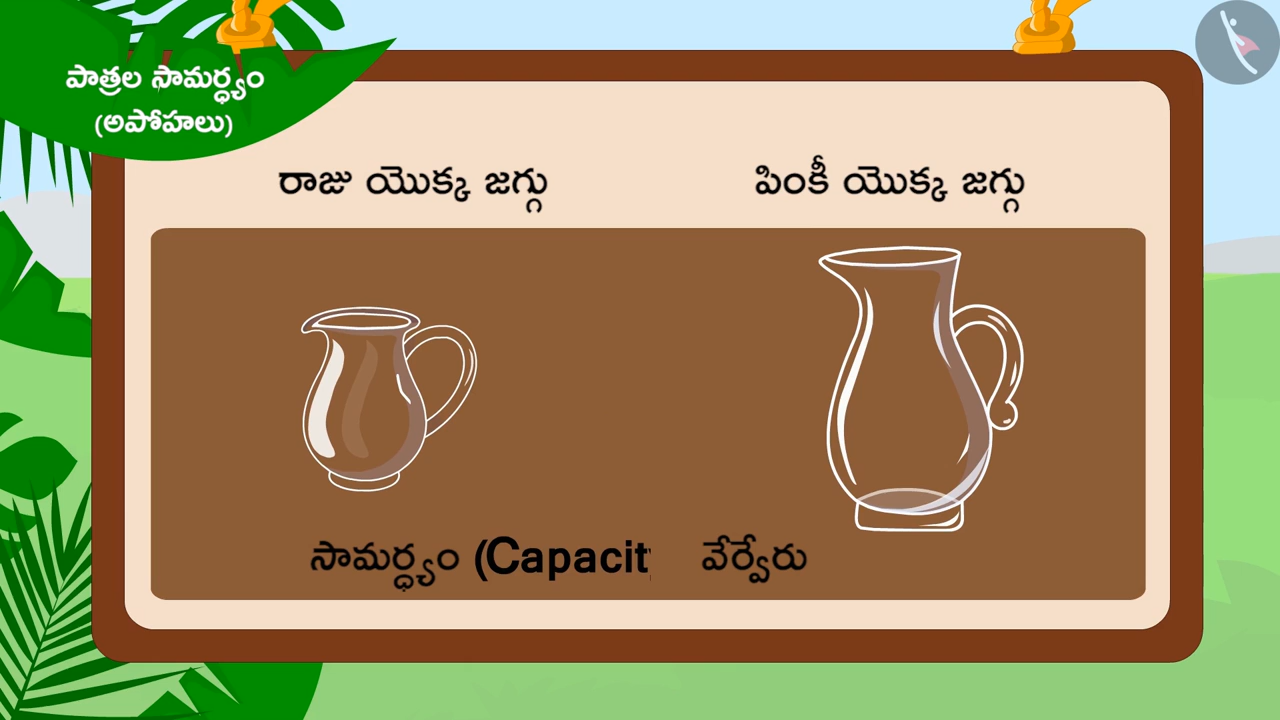 పాత్రల సామర్ధ్యం
(అపోహలు)
రాజు యొక్క జగ్గు
పింకీ యొక్క జగ్గు
సామర్ధ్యం (Capacit వేర్వేరు